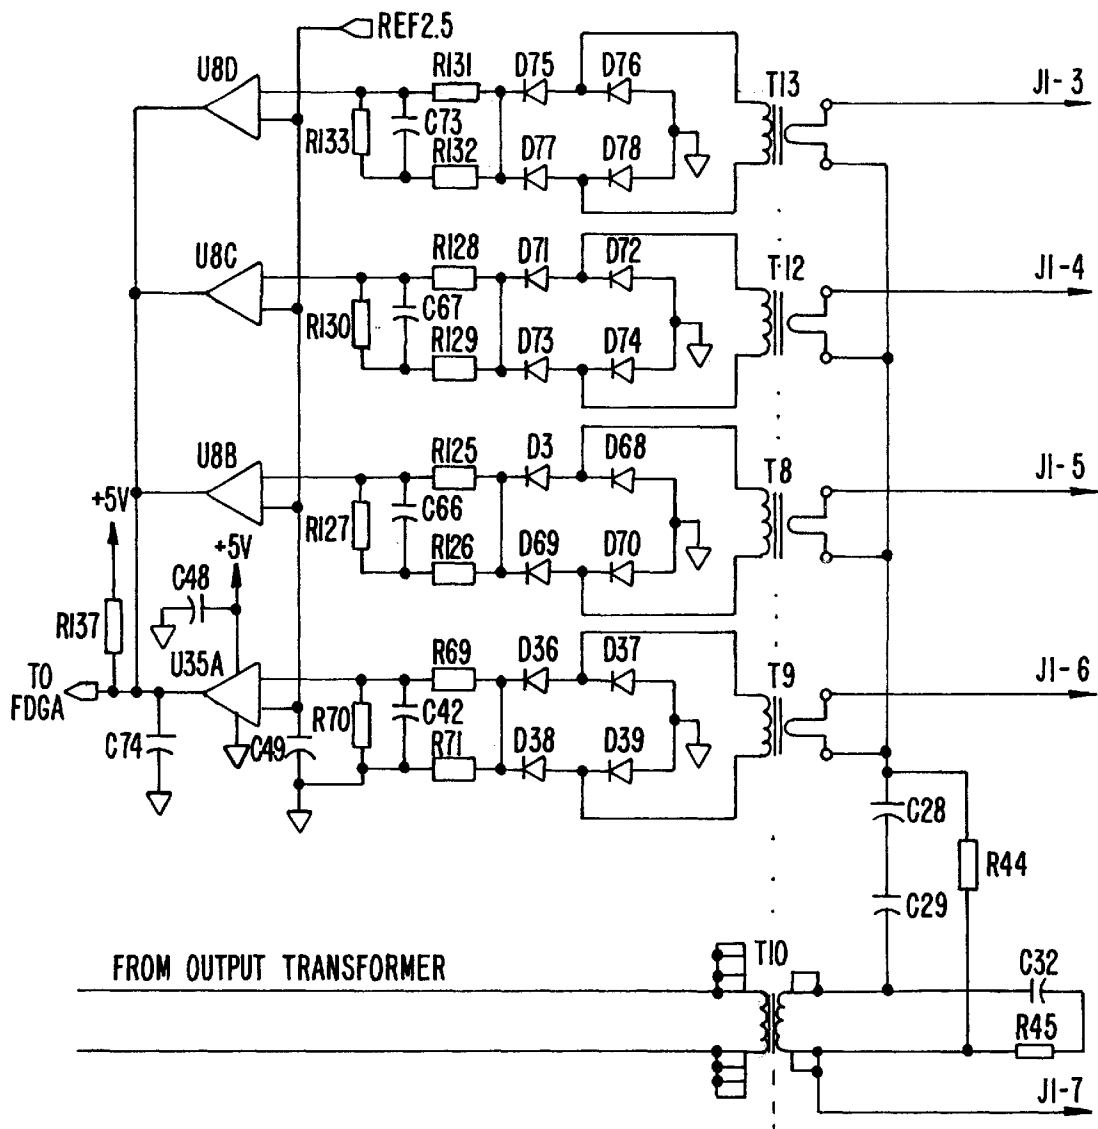 REF2.5
U8D
R131
D75
D76
T13
J1-3
R133
C73
R132
D77
D78
U8C
R128
D71
D72
T12
J1-4
R130
C67
R129
D73
D74
U8B
R125
D3
D68
T8
J1-5
+5V
R127
C66
R126
D69
D70
+5V
C48
R137
U35A
R69
D36
D37
T9
J1-6
TO
FDGA
C74
C49
R70
C42
R71
D38
D39
C28
R44
C29
FROM OUTPUT TRANSFORMER
T10
C32
R45
J1-7